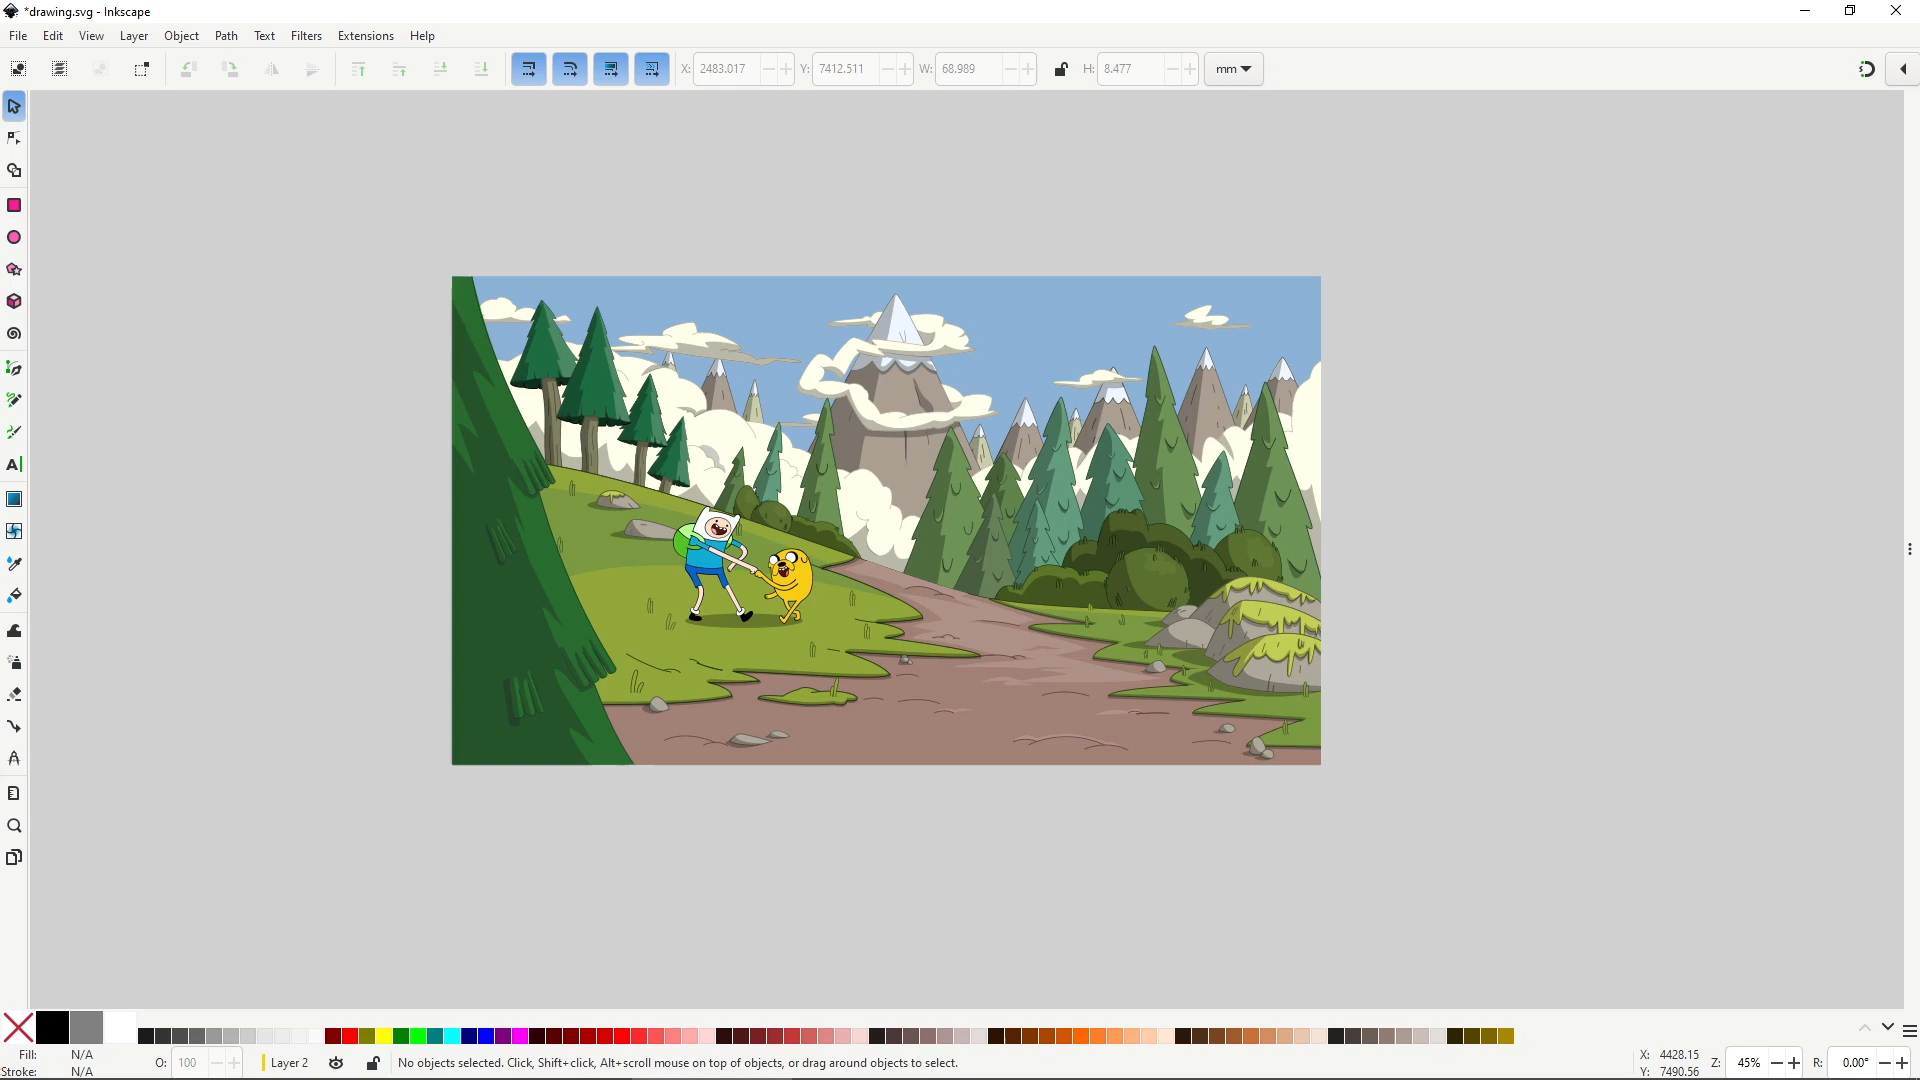 *drawing.svg - Inkscape
File Edit View Layer Object Path Text Filters Extensions Help
X: 2483.017 Y: 7412.511 W: 68.989 H: 8.477 mm
A
Fill: N/A O: 100 Layer 2 No objects selected. Click, Shift+click, Alt+scroll mouse on top of objects, or drag around objects to select. X: 4428.15 Z: 45% R: 0.00°
Stroke: N/A Y: 7490.56